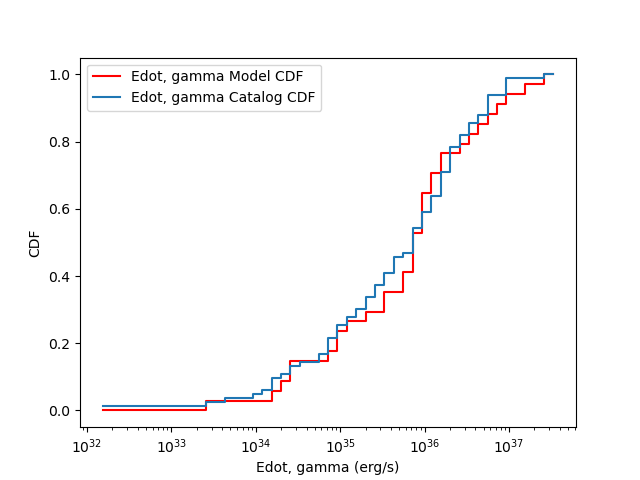 Edot, gamma Model CDF
Edot, gamma Catalog CDF
1.0
0.8
0.6
0.4
0.2
0.0
CDF
10³² 10³³ 10³⁴ 10³⁵ 10³⁶ 10³⁷
Edot, gamma (erg/s)